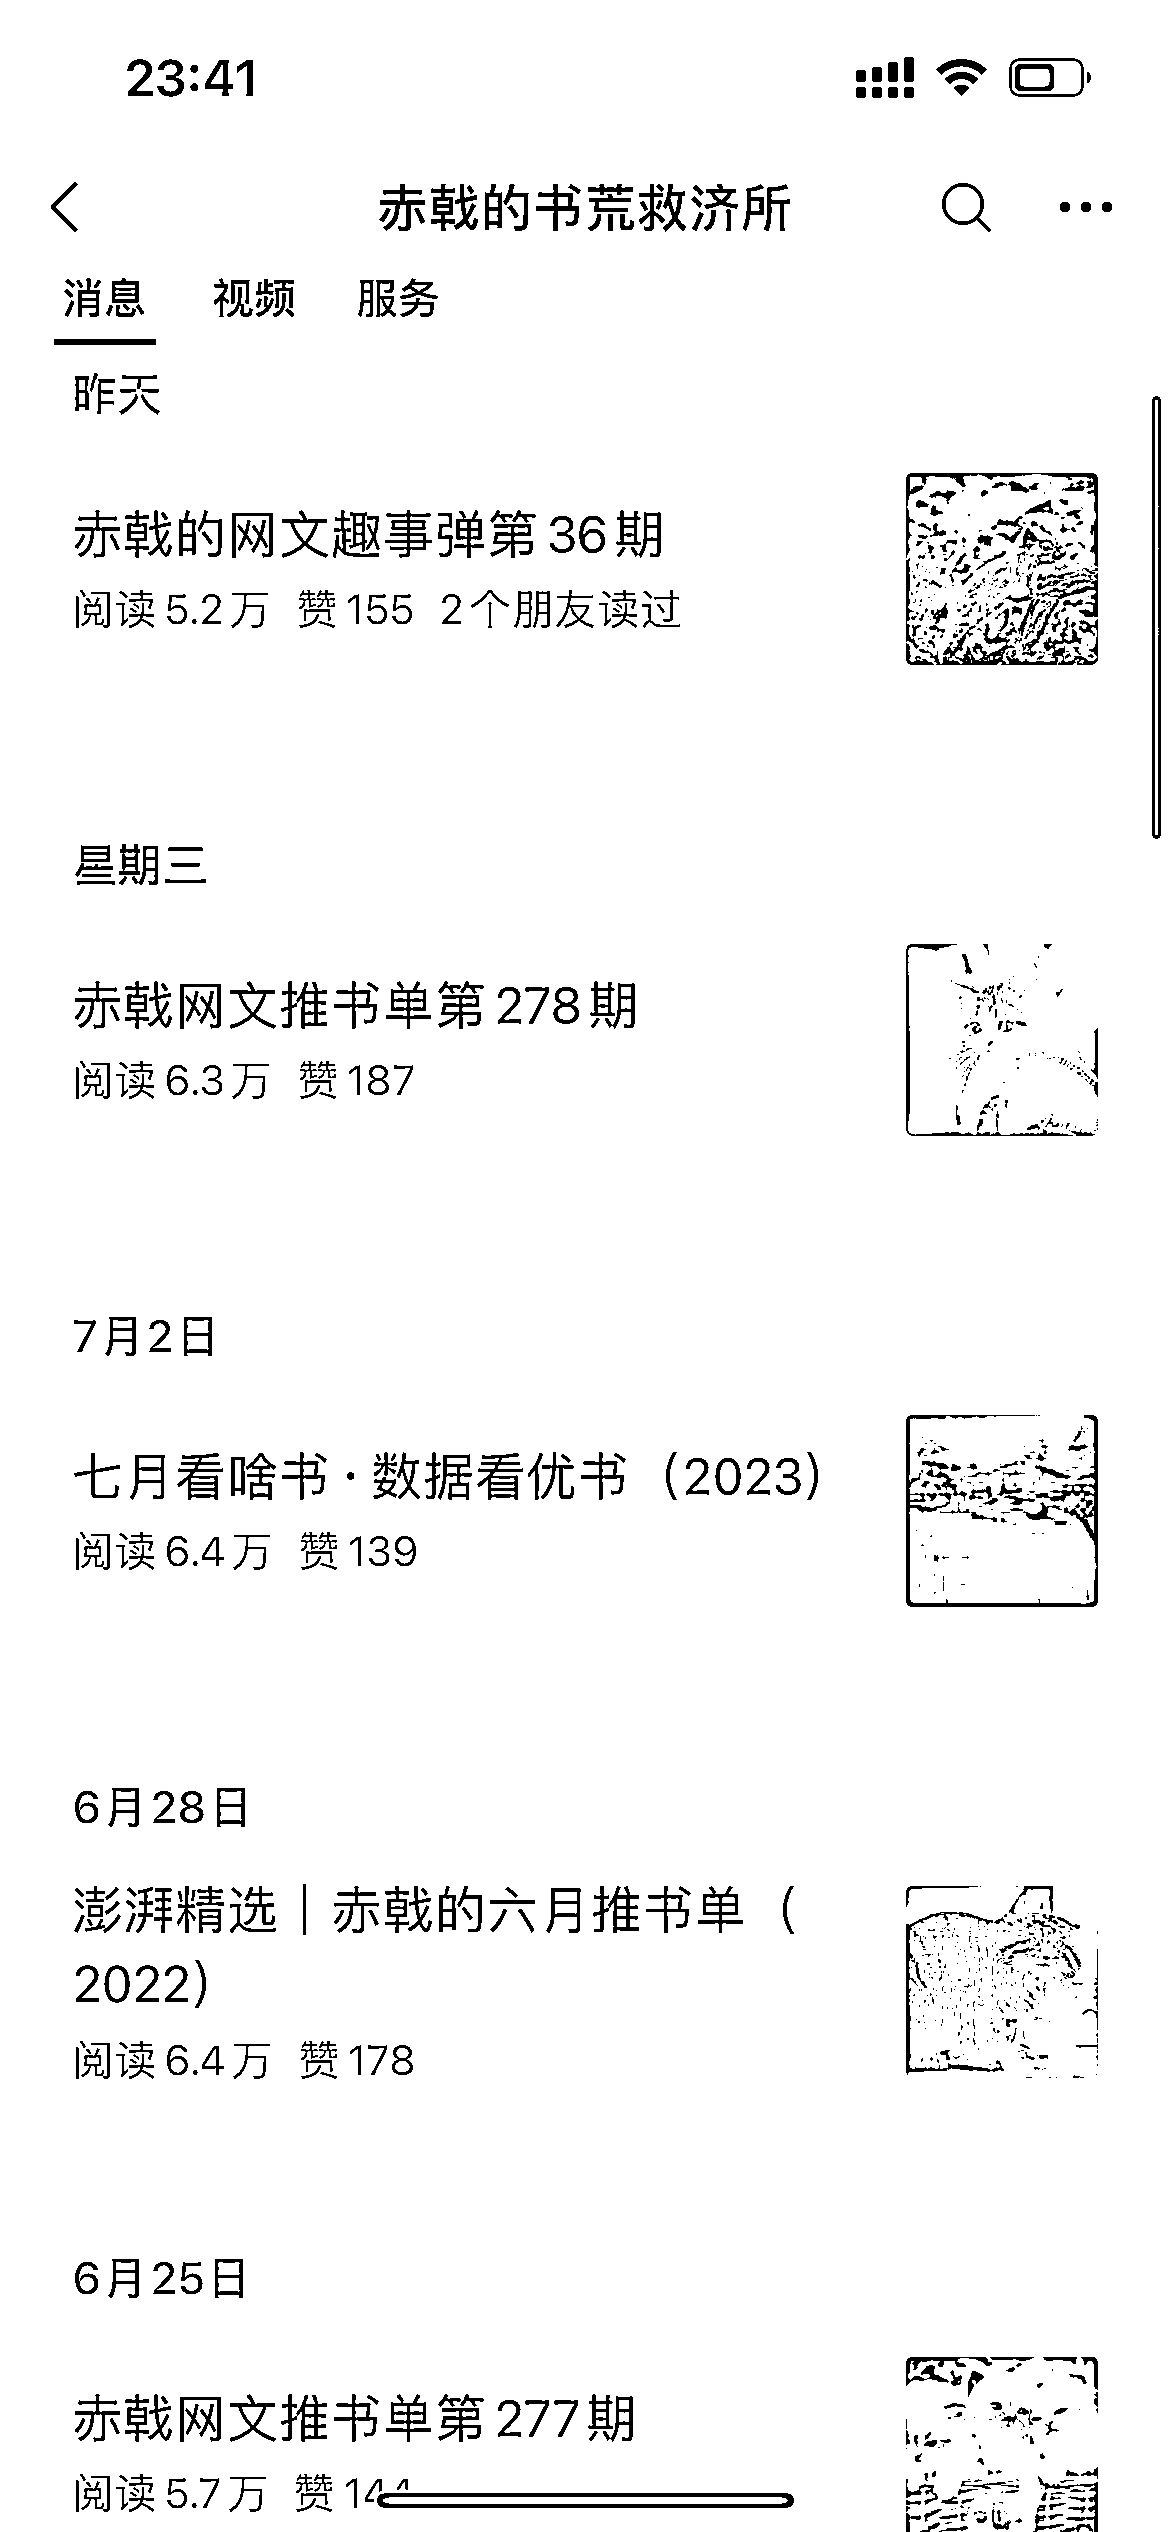 23:41
赤戟的书荒救济所
消息 视频 服务
昨天
赤戟的网文趣事弹第36期
阅读5.2万 赞155 2个朋友读过
星期三
赤戟网文推书单第278期
阅读6.3万 赞187
7月2日
七月看啥书·数据看优书（2023）
阅读6.4万 赞139
6月28日
澎湃精选｜赤戟的六月推书单（
2022）
阅读6.4万 赞178
6月25日
赤戟网文推书单第277期
阅读5.7万 赞